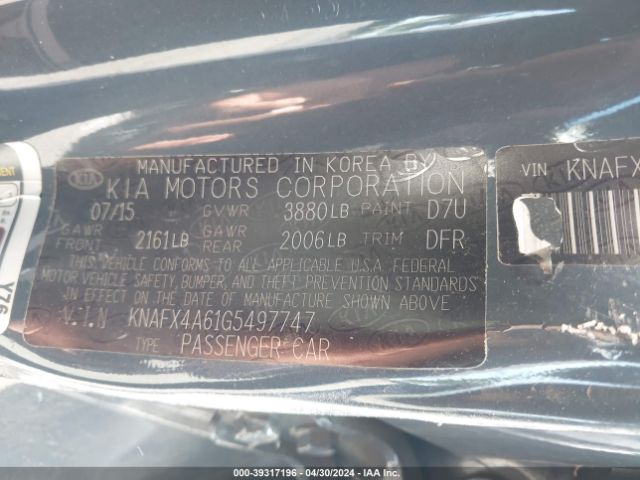 MANUFACTURED IN KOREA BY
KIA MOTORS CORPORATION
07/15 GVWR 3880LB PAINT D7U
GAWR FRONT 2161LB GAWR REAR 2006LB TRIM DFR
THIS VEHICLE CONFORMS TO ALL APPLICABLE U.S.A. FEDERAL
MOTOR VEHICLE SAFETY, BUMPER, AND THEFT PREVENTION STANDARDS
IN EFFECT ON THE DATE OF MANUFACTURE SHOWN ABOVE
V.I.N KNAFX4A61G5497747
TYPE PASSENGER CAR
VIN KNAFX
Y76
000-39317196 - 04/30/2024 - IAA Inc.